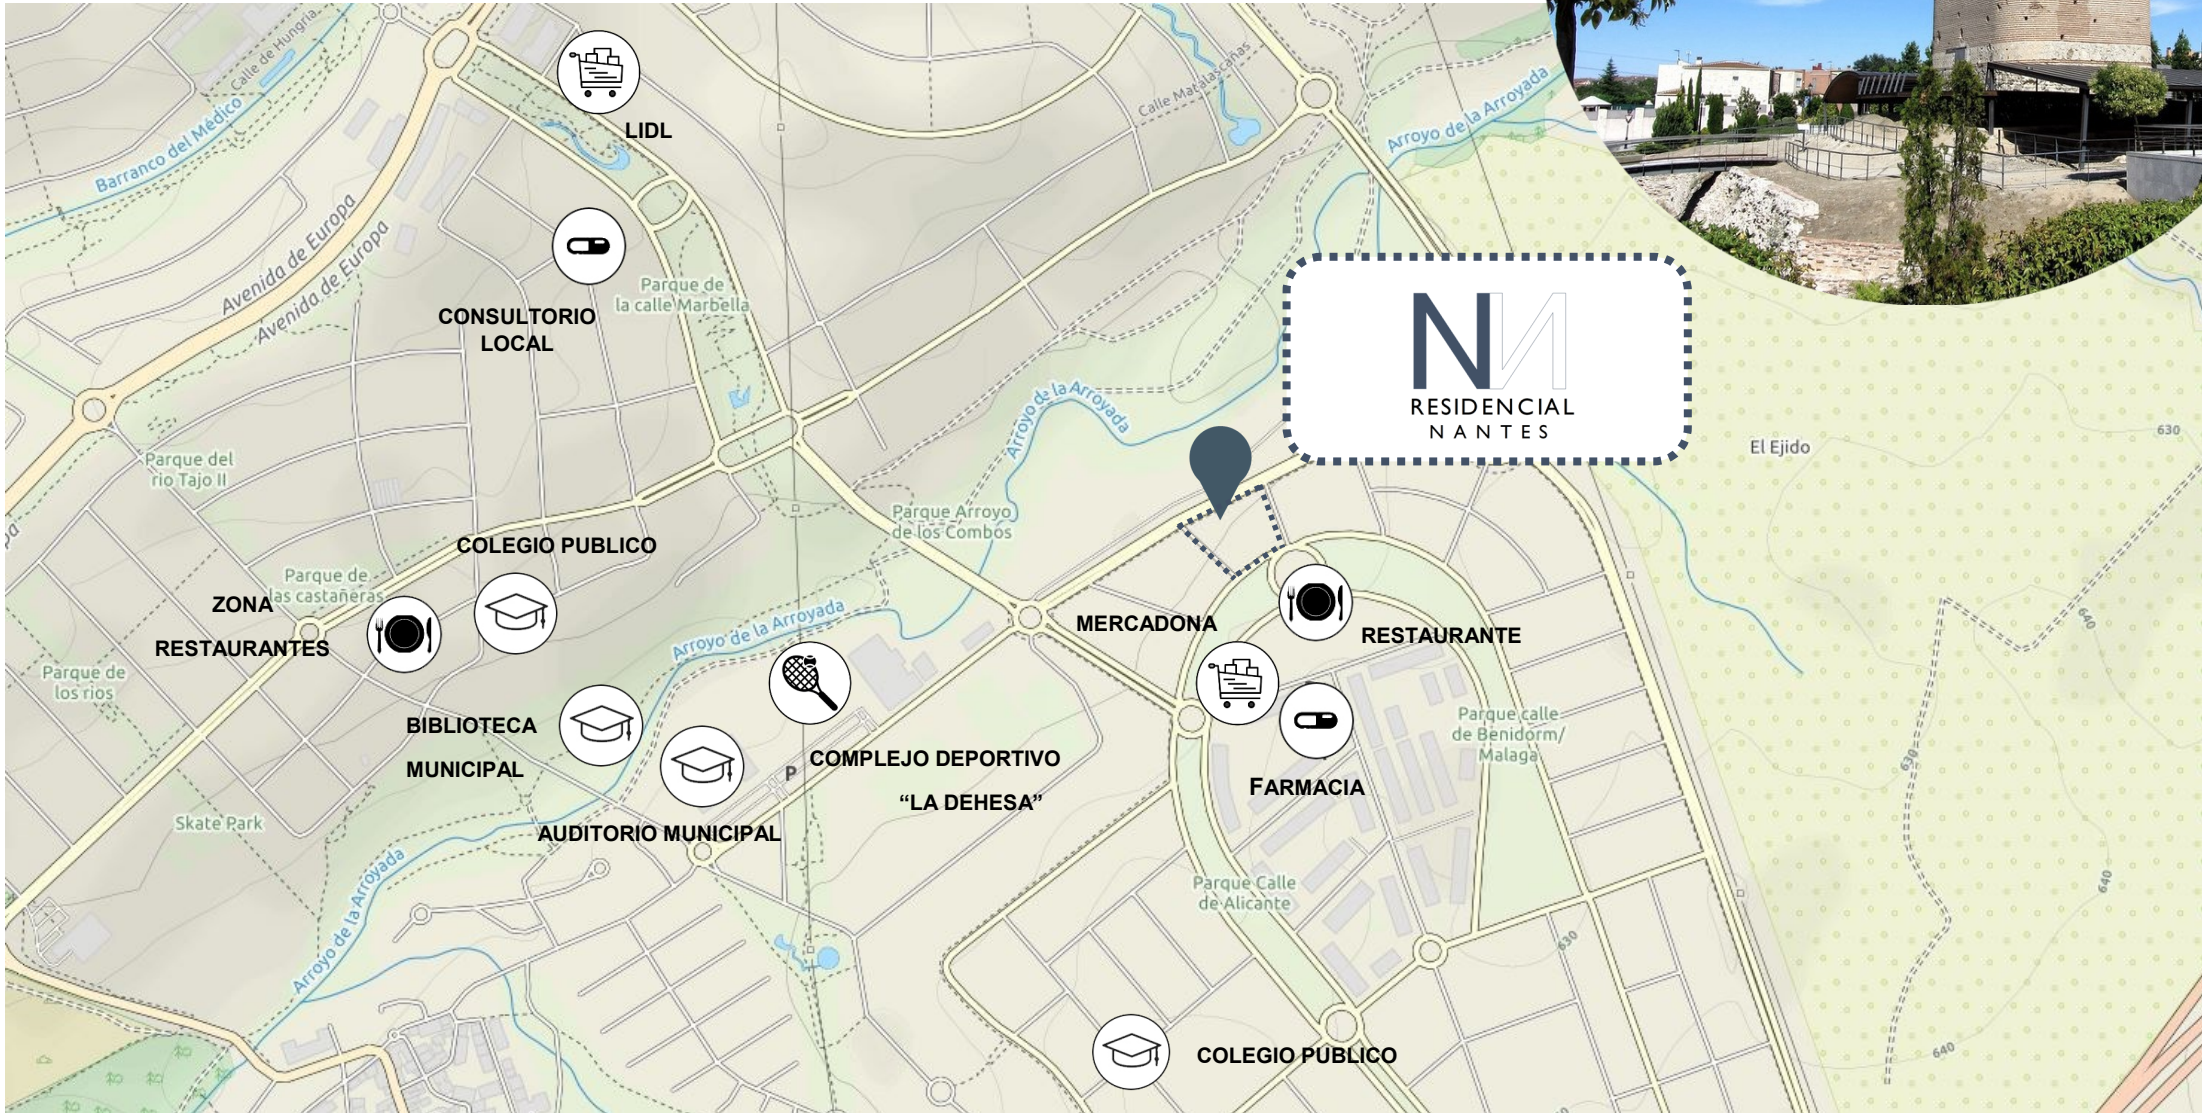 Calle de Hungría
Barranco del Médico
LIDL
Calle Matalascañas
Arroyo de la Arroyada
Avenida de Europa
Avenida de Europa
CONSULTORIO
LOCAL
Parque de
la calle Marbella
N N
RESIDENCIAL
NANTES
Arroyo de la Arroyada
El Ejido
630
Parque del
rio Tajo II
Parque Arroyo
de los Combos
COLEGIO PUBLICO
Parque de
las castañeras
ZONA
RESTAURANTES
Arroyo de la Arroyada
MERCADONA
RESTAURANTE
640
Parque de
los rios
BIBLIOTECA
MUNICIPAL
COMPLEJO DEPORTIVO
“LA DEHESA”
P
Parque calle
de Benidorm/
Malaga
630
FARMACIA
Skate Park
AUDITORIO MUNICIPAL
Arroyo de la Arroyada
Parque Calle
de Alicante
640
630
COLEGIO PUBLICO
640